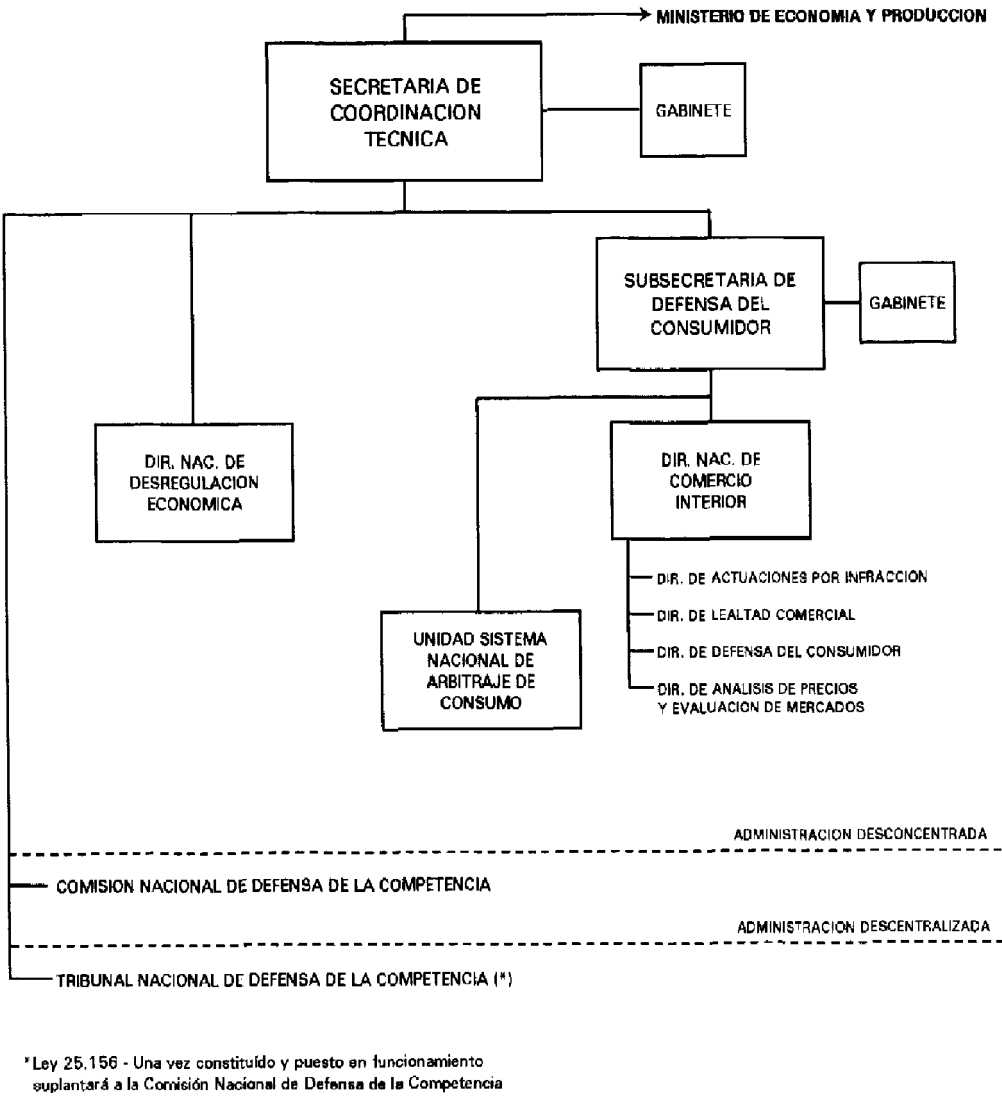 MINISTERIO DE ECONOMIA Y PRODUCCION
SECRETARIA DE
COORDINACION
TECNICA
GABINETE
SUBSECRETARIA DE
DEFENSA DEL
CONSUMIDOR
GABINETE
DIR. NAC. DE
DESREGULACION
ECONOMICA
DIR. NAC. DE
COMERCIO
INTERIOR
DIR. DE ACTUACIONES POR INFRACCION
DIR. DE LEALTAD COMERCIAL
DIR. DE DEFENSA DEL CONSUMIDOR
DIR. DE ANALISIS DE PRECIOS
Y EVALUACION DE MERCADOS
UNIDAD SISTEMA
NACIONAL DE
ARBITRAJE DE
CONSUMO
ADMINISTRACION DESCONCENTRADA
COMISION NACIONAL DE DEFENSA DE LA COMPETENCIA
ADMINISTRACION DESCENTRALIZADA
TRIBUNAL NACIONAL DE DEFENSA DE LA COMPETENCIA (*)
*Ley 25.156 - Una vez constituído y puesto en funcionamiento
suplantará a la Comisión Nacional de Defensa de la Competencia